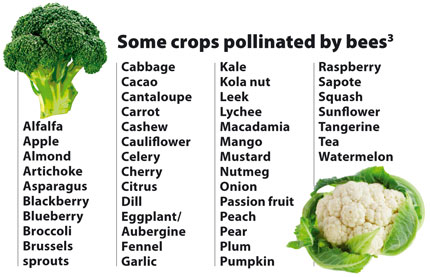 Some crops pollinated by bees³
Alfalfa
Apple
Almond
Artichoke
Asparagus
Blackberry
Blueberry
Broccoli
Brussels
sprouts
Cabbage
Cacao
Cantaloupe
Carrot
Cashew
Cauliflower
Celery
Cherry
Citrus
Dill
Eggplant/
Aubergine
Fennel
Garlic
Kale
Kola nut
Leek
Lychee
Macadamia
Mango
Mustard
Nutmeg
Onion
Passion fruit
Peach
Pear
Plum
Pumpkin
Raspberry
Sapote
Squash
Sunflower
Tangerine
Tea
Watermelon